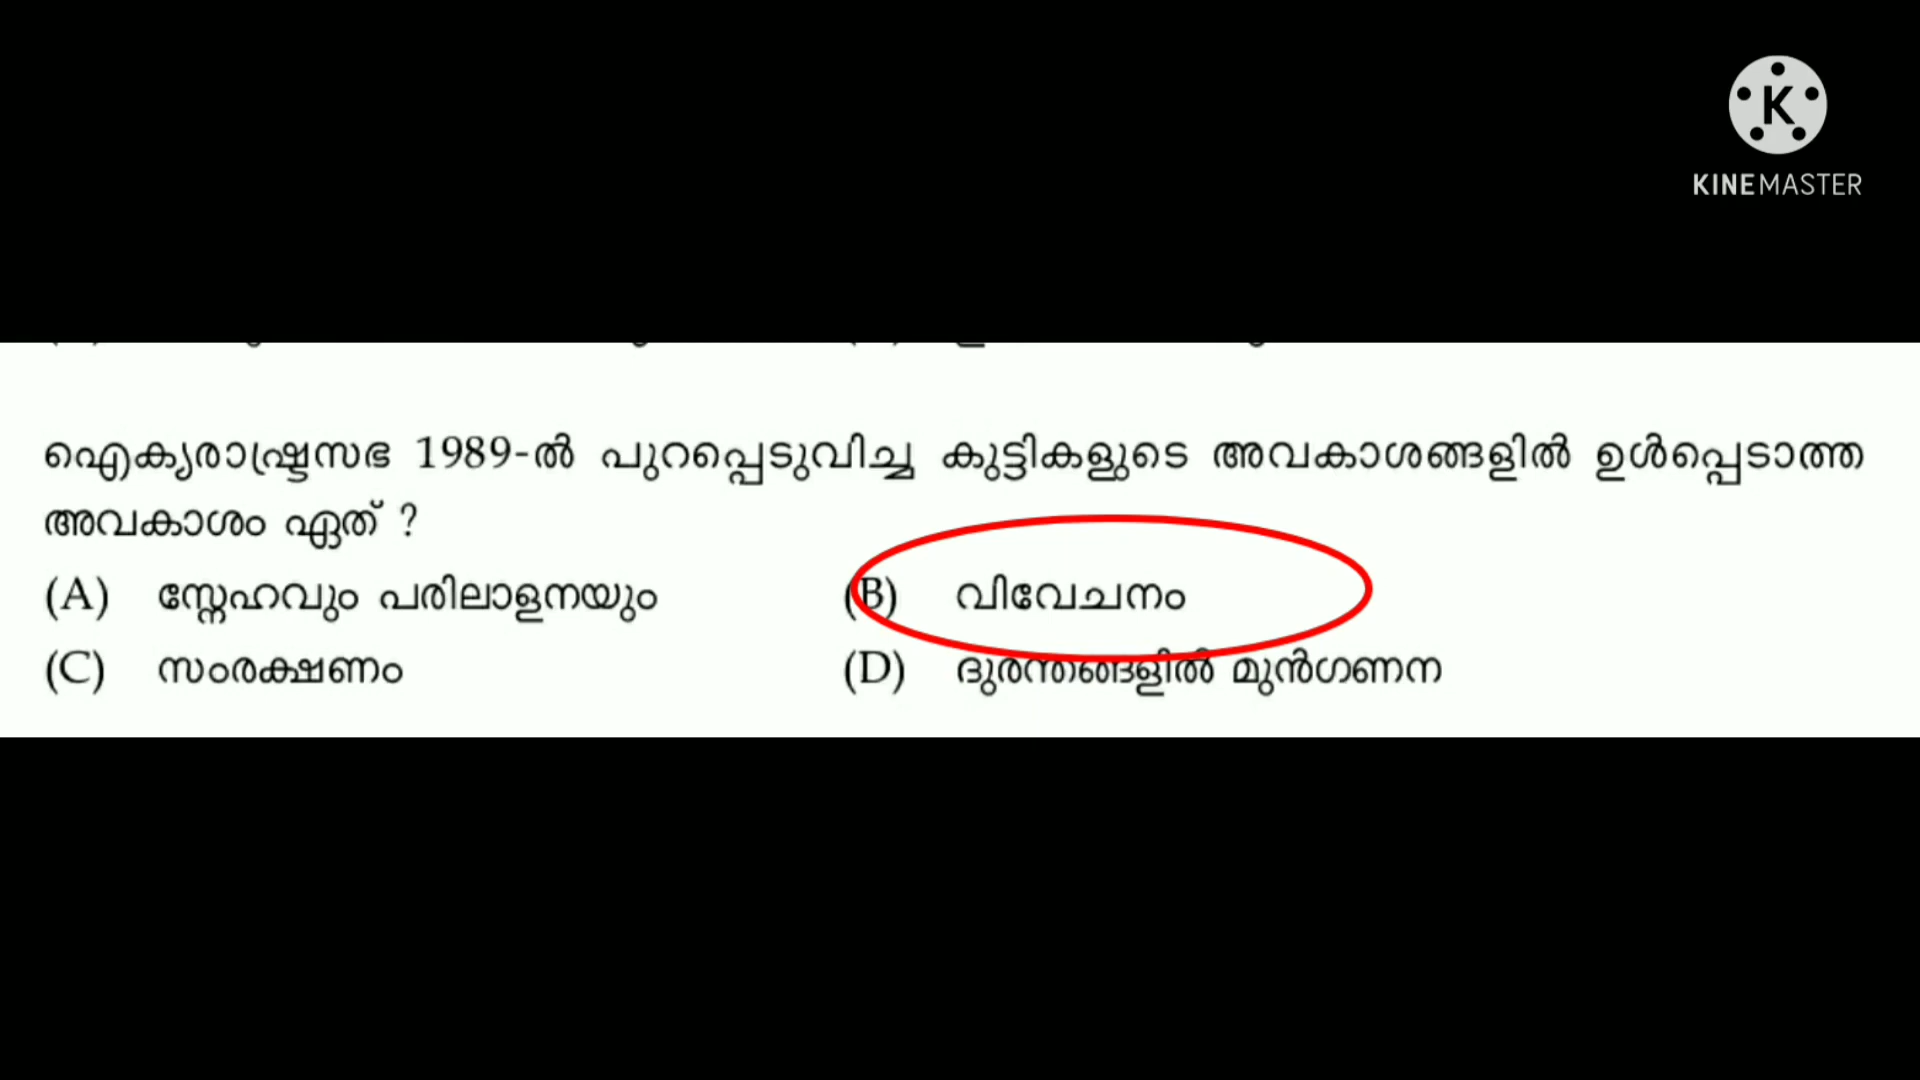 KINEMASTER
ഐക്യരാഷ്ട്രസഭ 1989-ൽ പുറപ്പെടുവിച്ച കുട്ടികളുടെ അവകാശങ്ങളിൽ ഉൾപ്പെടാത്ത
അവകാശം ഏത് ?
(A) സ്നേഹവും പരിലാളനയും (B) വിവേചനം
(C) സംരക്ഷണം (D) ദുരന്തങ്ങളിൽ മുൻഗണന